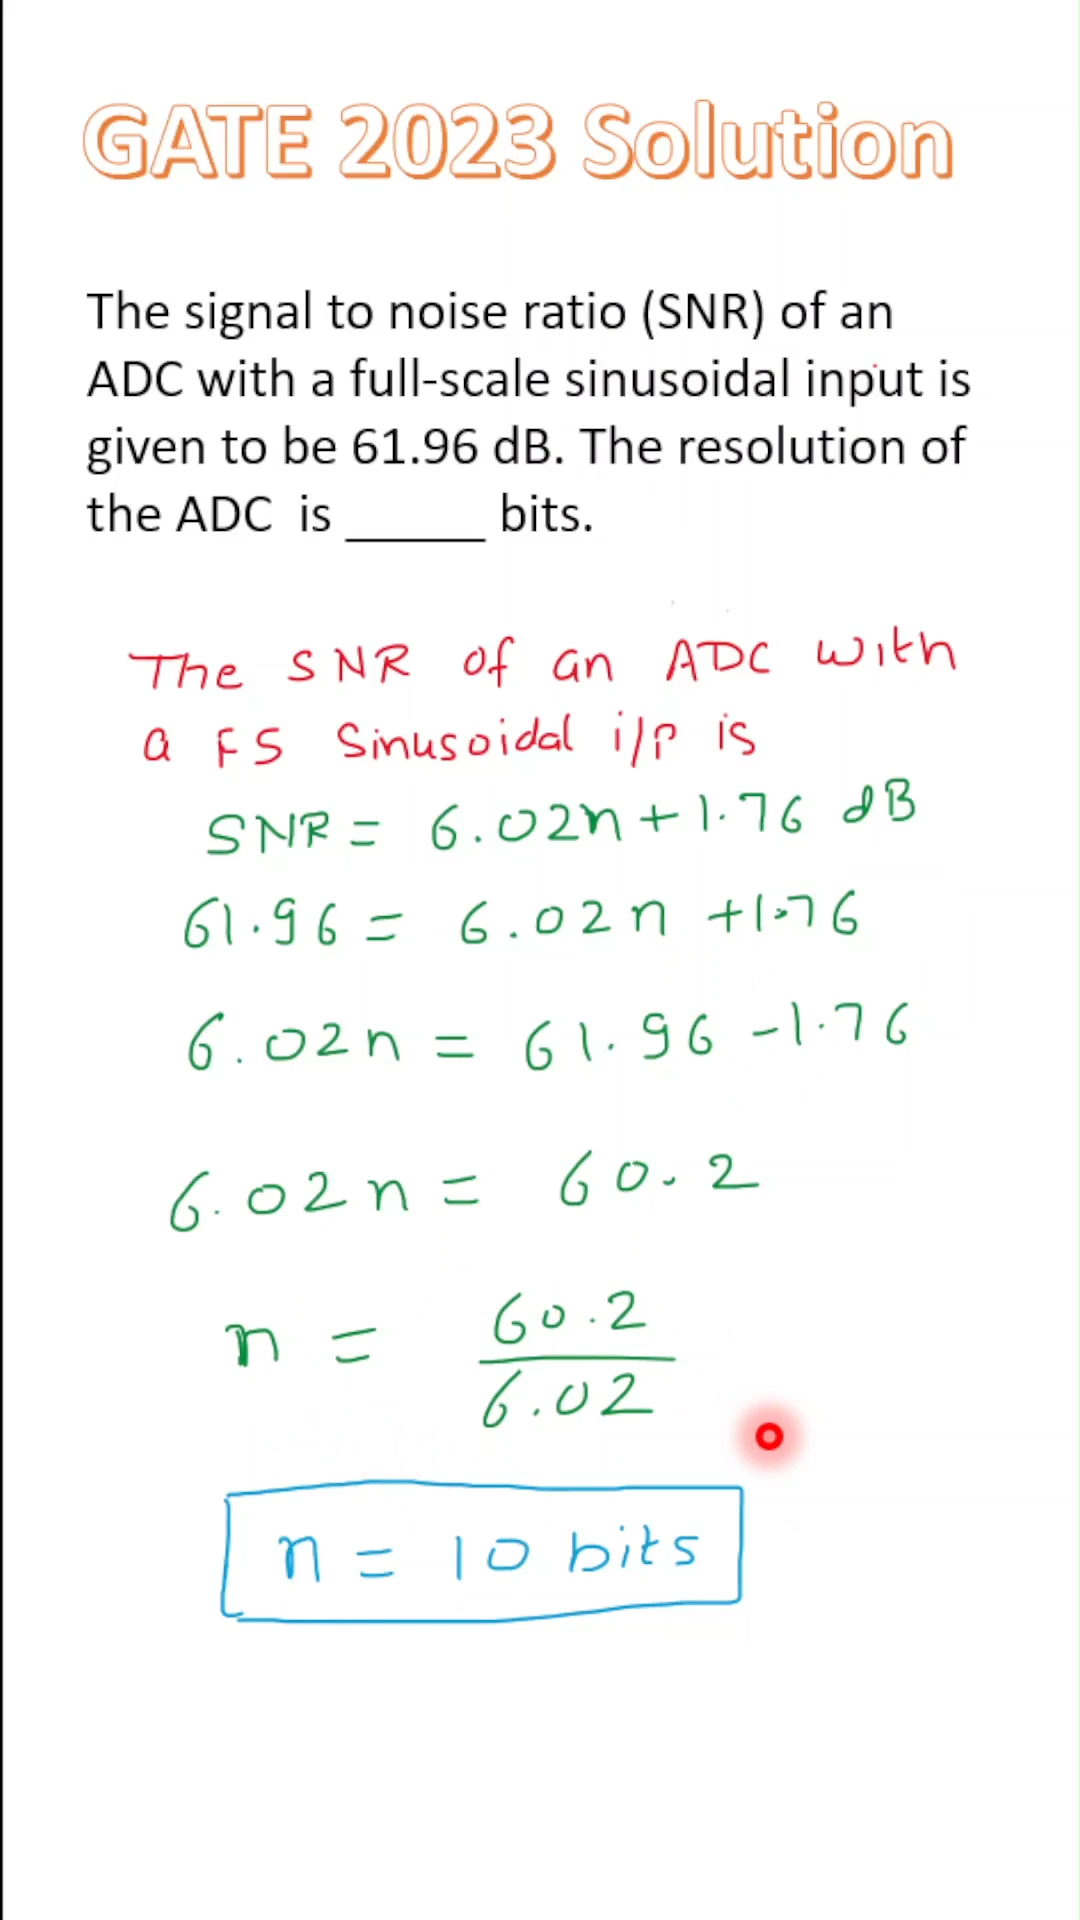 GATE 2023 Solution
The signal to noise ratio (SNR) of an
ADC with a full-scale sinusoidal input is
given to be 61.96 dB. The resolution of
the ADC is ______ bits.
The SNR of an ADC with
a FS Sinusoidal i/p is
SNR = 6.02n + 1.76 dB
61.96 = 6.02n + 1.76
6.02n = 61.96 - 1.76
6.02n = 60.2
n = 60.2
6.02
n = 10 bits